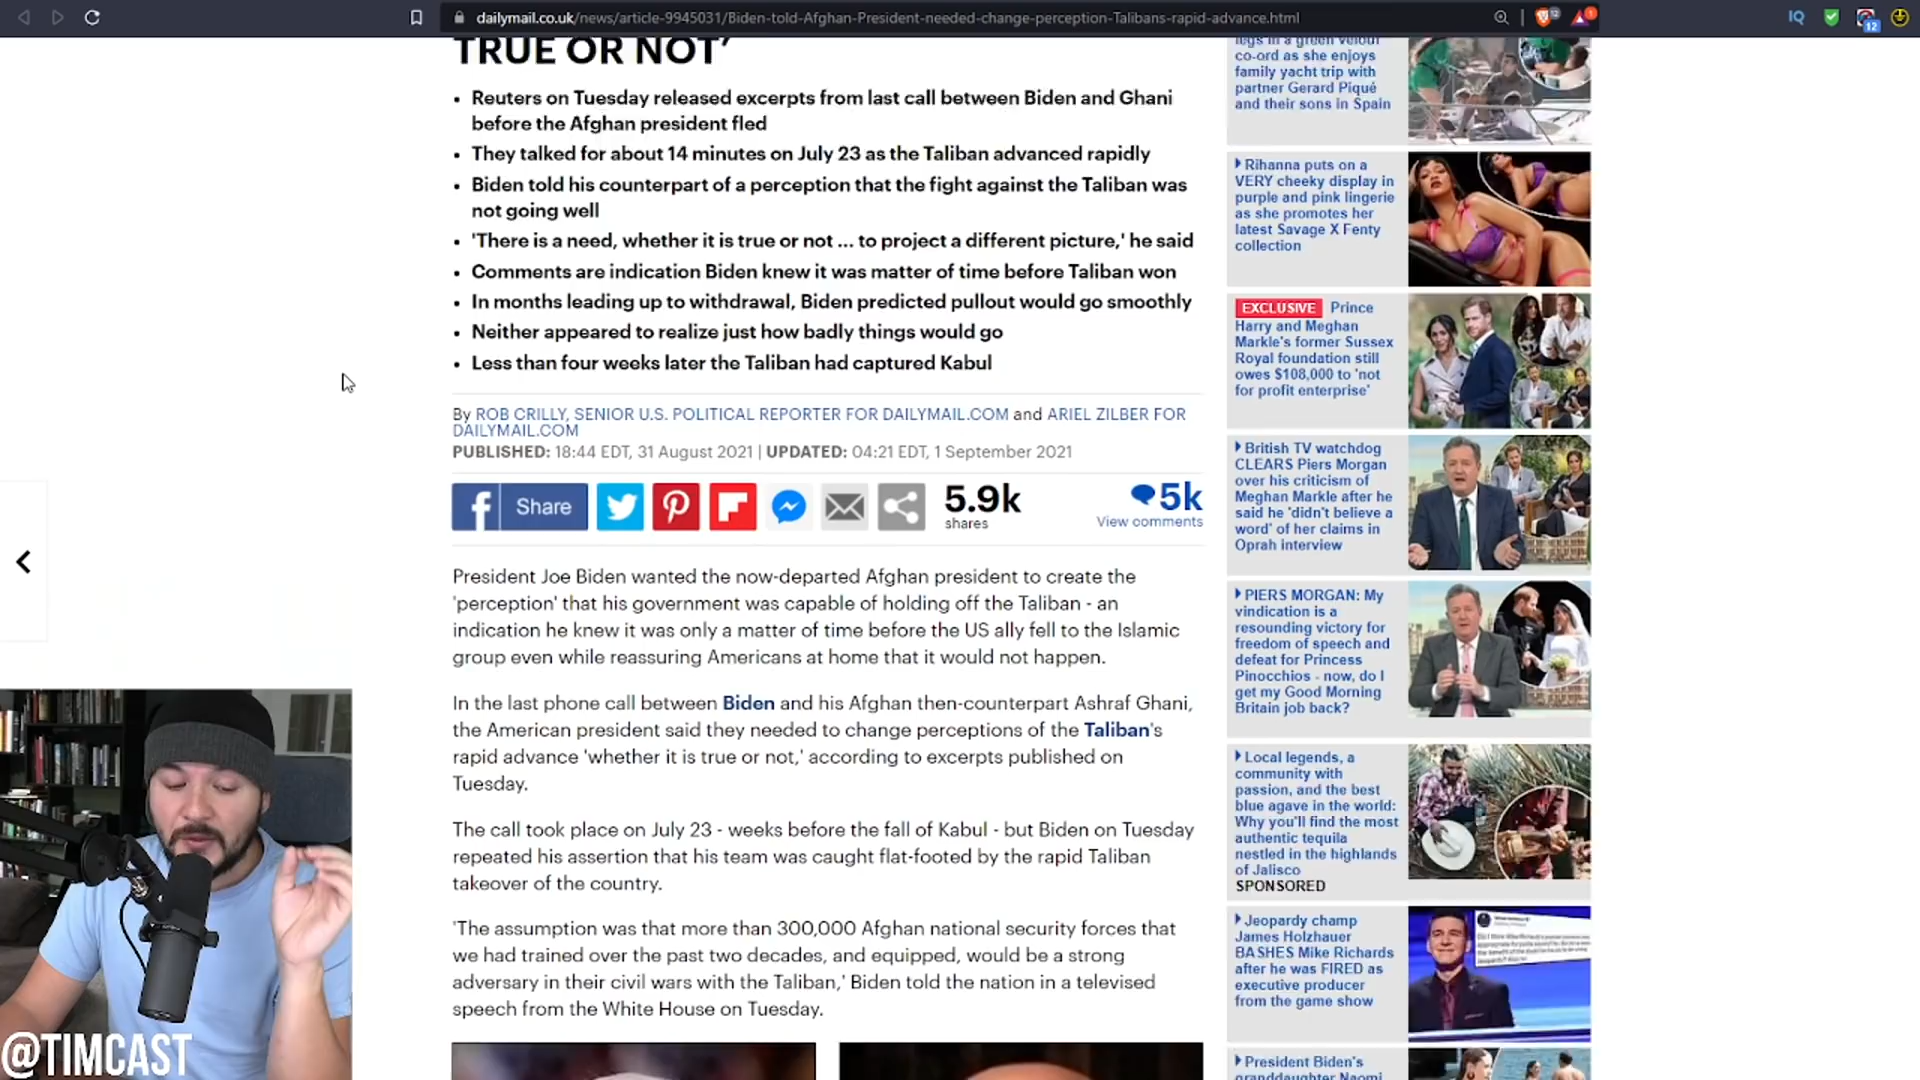 dailymail.co.uk/news/article-9945031/Biden-told-Afghan-President-needed-change-perception-Talibans-rapid-advance.html
TRUE OR NOT'
• Reuters on Tuesday released excerpts from last call between Biden and Ghani
before the Afghan president fled
• They talked for about 14 minutes on July 23 as the Taliban advanced rapidly
• Biden told his counterpart of a perception that the fight against the Taliban was
not going well
• 'There is a need, whether it is true or not ... to project a different picture,' he said
• Comments are indication Biden knew it was matter of time before Taliban won
• In months leading up to withdrawal, Biden predicted pullout would go smoothly
• Neither appeared to realize just how badly things would go
• Less than four weeks later the Taliban had captured Kabul
By ROB CRILLY, SENIOR U.S. POLITICAL REPORTER FOR DAILYMAIL.COM and ARIEL ZILBER FOR
DAILYMAIL.COM
PUBLISHED: 18:44 EDT, 31 August 2021 | UPDATED: 04:21 EDT, 1 September 2021
Share
5.9k
shares
5k
View comments
President Joe Biden wanted the now-departed Afghan president to create the
'perception' that his government was capable of holding off the Taliban - an
indication he knew it was only a matter of time before the US ally fell to the Islamic
group even while reassuring Americans at home that it would not happen.
In the last phone call between Biden and his Afghan then-counterpart Ashraf Ghani,
the American president said they needed to change perceptions of the Taliban's
rapid advance 'whether it is true or not,' according to excerpts published on
Tuesday.
The call took place on July 23 - weeks before the fall of Kabul - but Biden on Tuesday
repeated his assertion that his team was caught flat-footed by the rapid Taliban
takeover of the country.
'The assumption was that more than 300,000 Afghan national security forces that
we had trained over the past two decades, and equipped, would be a strong
adversary in their civil wars with the Taliban,' Biden told the nation in a televised
speech from the White House on Tuesday.
legs in a green velour
co-ord as she enjoys
family yacht trip with
partner Gerard Piqué
and their sons in Spain
Rihanna puts on a
VERY cheeky display in
purple and pink lingerie
as she promotes her
latest Savage X Fenty
collection
EXCLUSIVE Prince
Harry and Meghan
Markle's former Sussex
Royal foundation still
owes $108,000 to 'not
for profit enterprise'
British TV watchdog
CLEARS Piers Morgan
over his criticism of
Meghan Markle after he
said he 'didn't believe a
word' of her claims in
Oprah interview
PIERS MORGAN: My
vindication is a
resounding victory for
freedom of speech and
defeat for Princess
Pinocchios - now, do I
get my Good Morning
Britain job back?
Local legends, a
community with
passion, and the best
blue agave in the world:
Why you'll find the most
authentic tequila
nestled in the highlands
of Jalisco
SPONSORED
Jeopardy champ
James Holzhauer
BASHES Mike Richards
after he was FIRED as
executive producer
from the game show
President Biden's
granddaughter Naomi
@TIMCAST